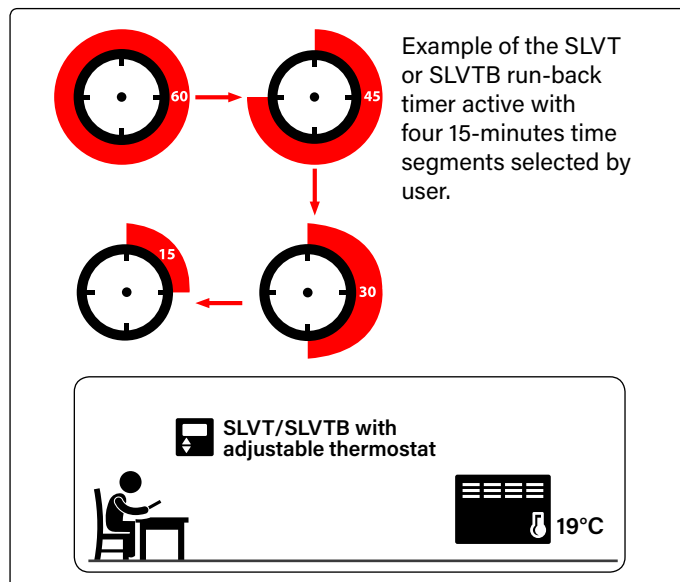 60
45
Example of the SLVT
or SLVTB run-back
timer active with
four 15-minutes time
segments selected by
user.
15
30
SLVT/SLVTB with
adjustable thermostat
19°C